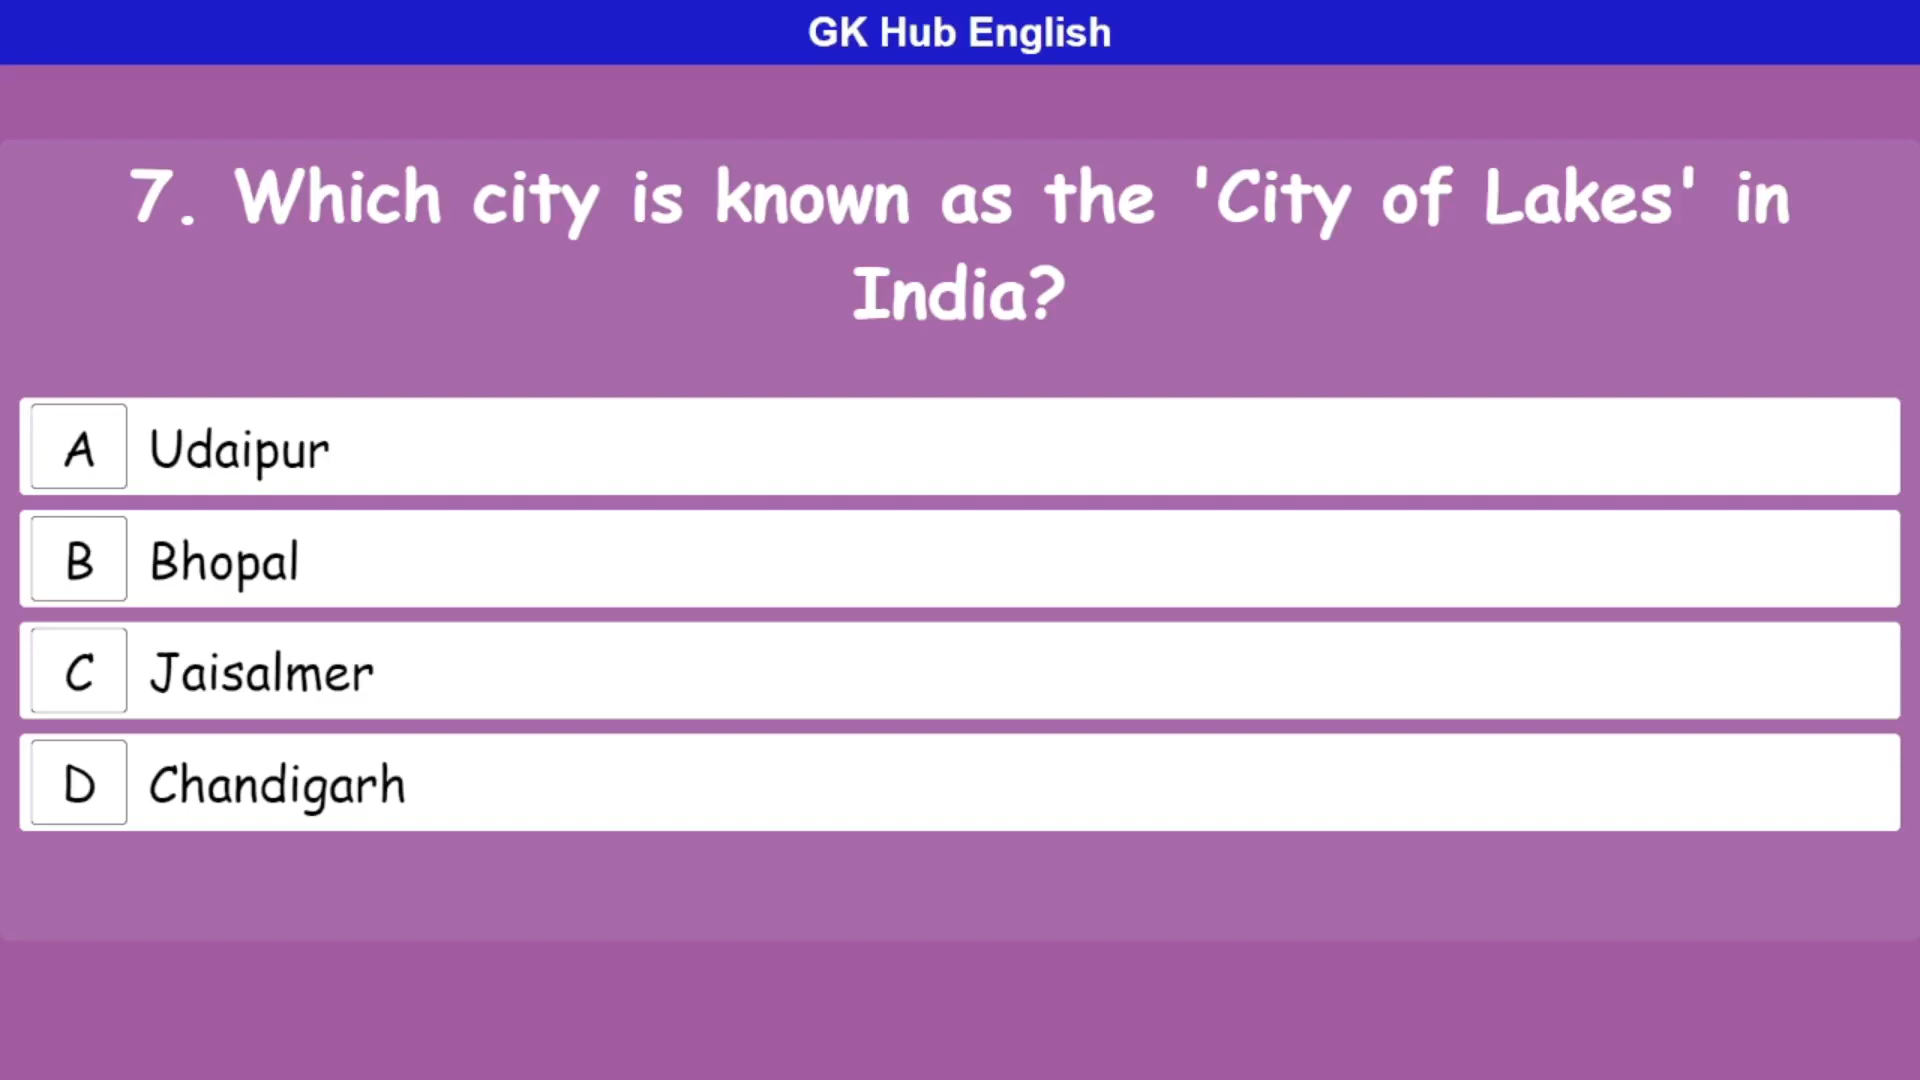 GK Hub English
7. Which city is known as the 'City of Lakes' in
India?
A Udaipur
B Bhopal
C Jaisalmer
D Chandigarh